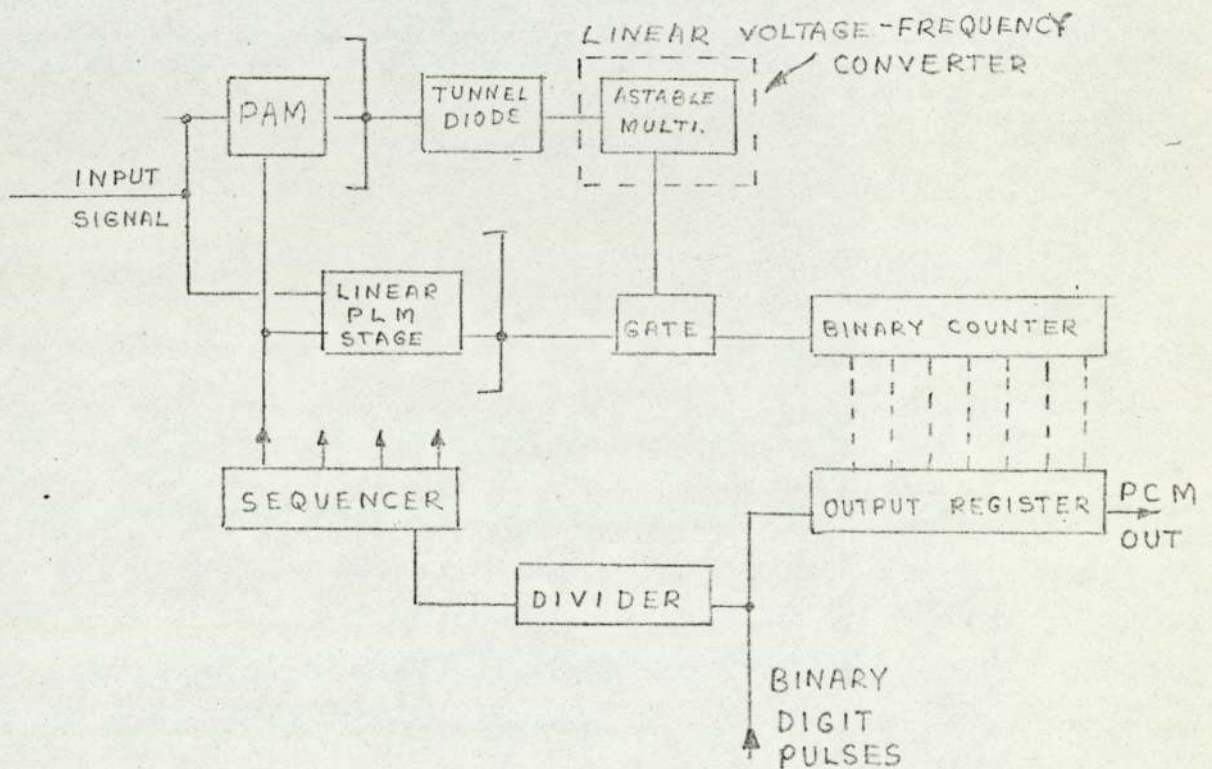 LINEAR VOLTAGE-FREQUENCY
CONVERTER
PAM
TUNNEL
DIODE
ASTABLE
MULTI.
INPUT
SIGNAL
LINEAR
PLM
STAGE
GATE
BINARY COUNTER
SEQUENCER
OUTPUT REGISTER
PCM
OUT
DIVIDER
BINARY
DIGIT
PULSES